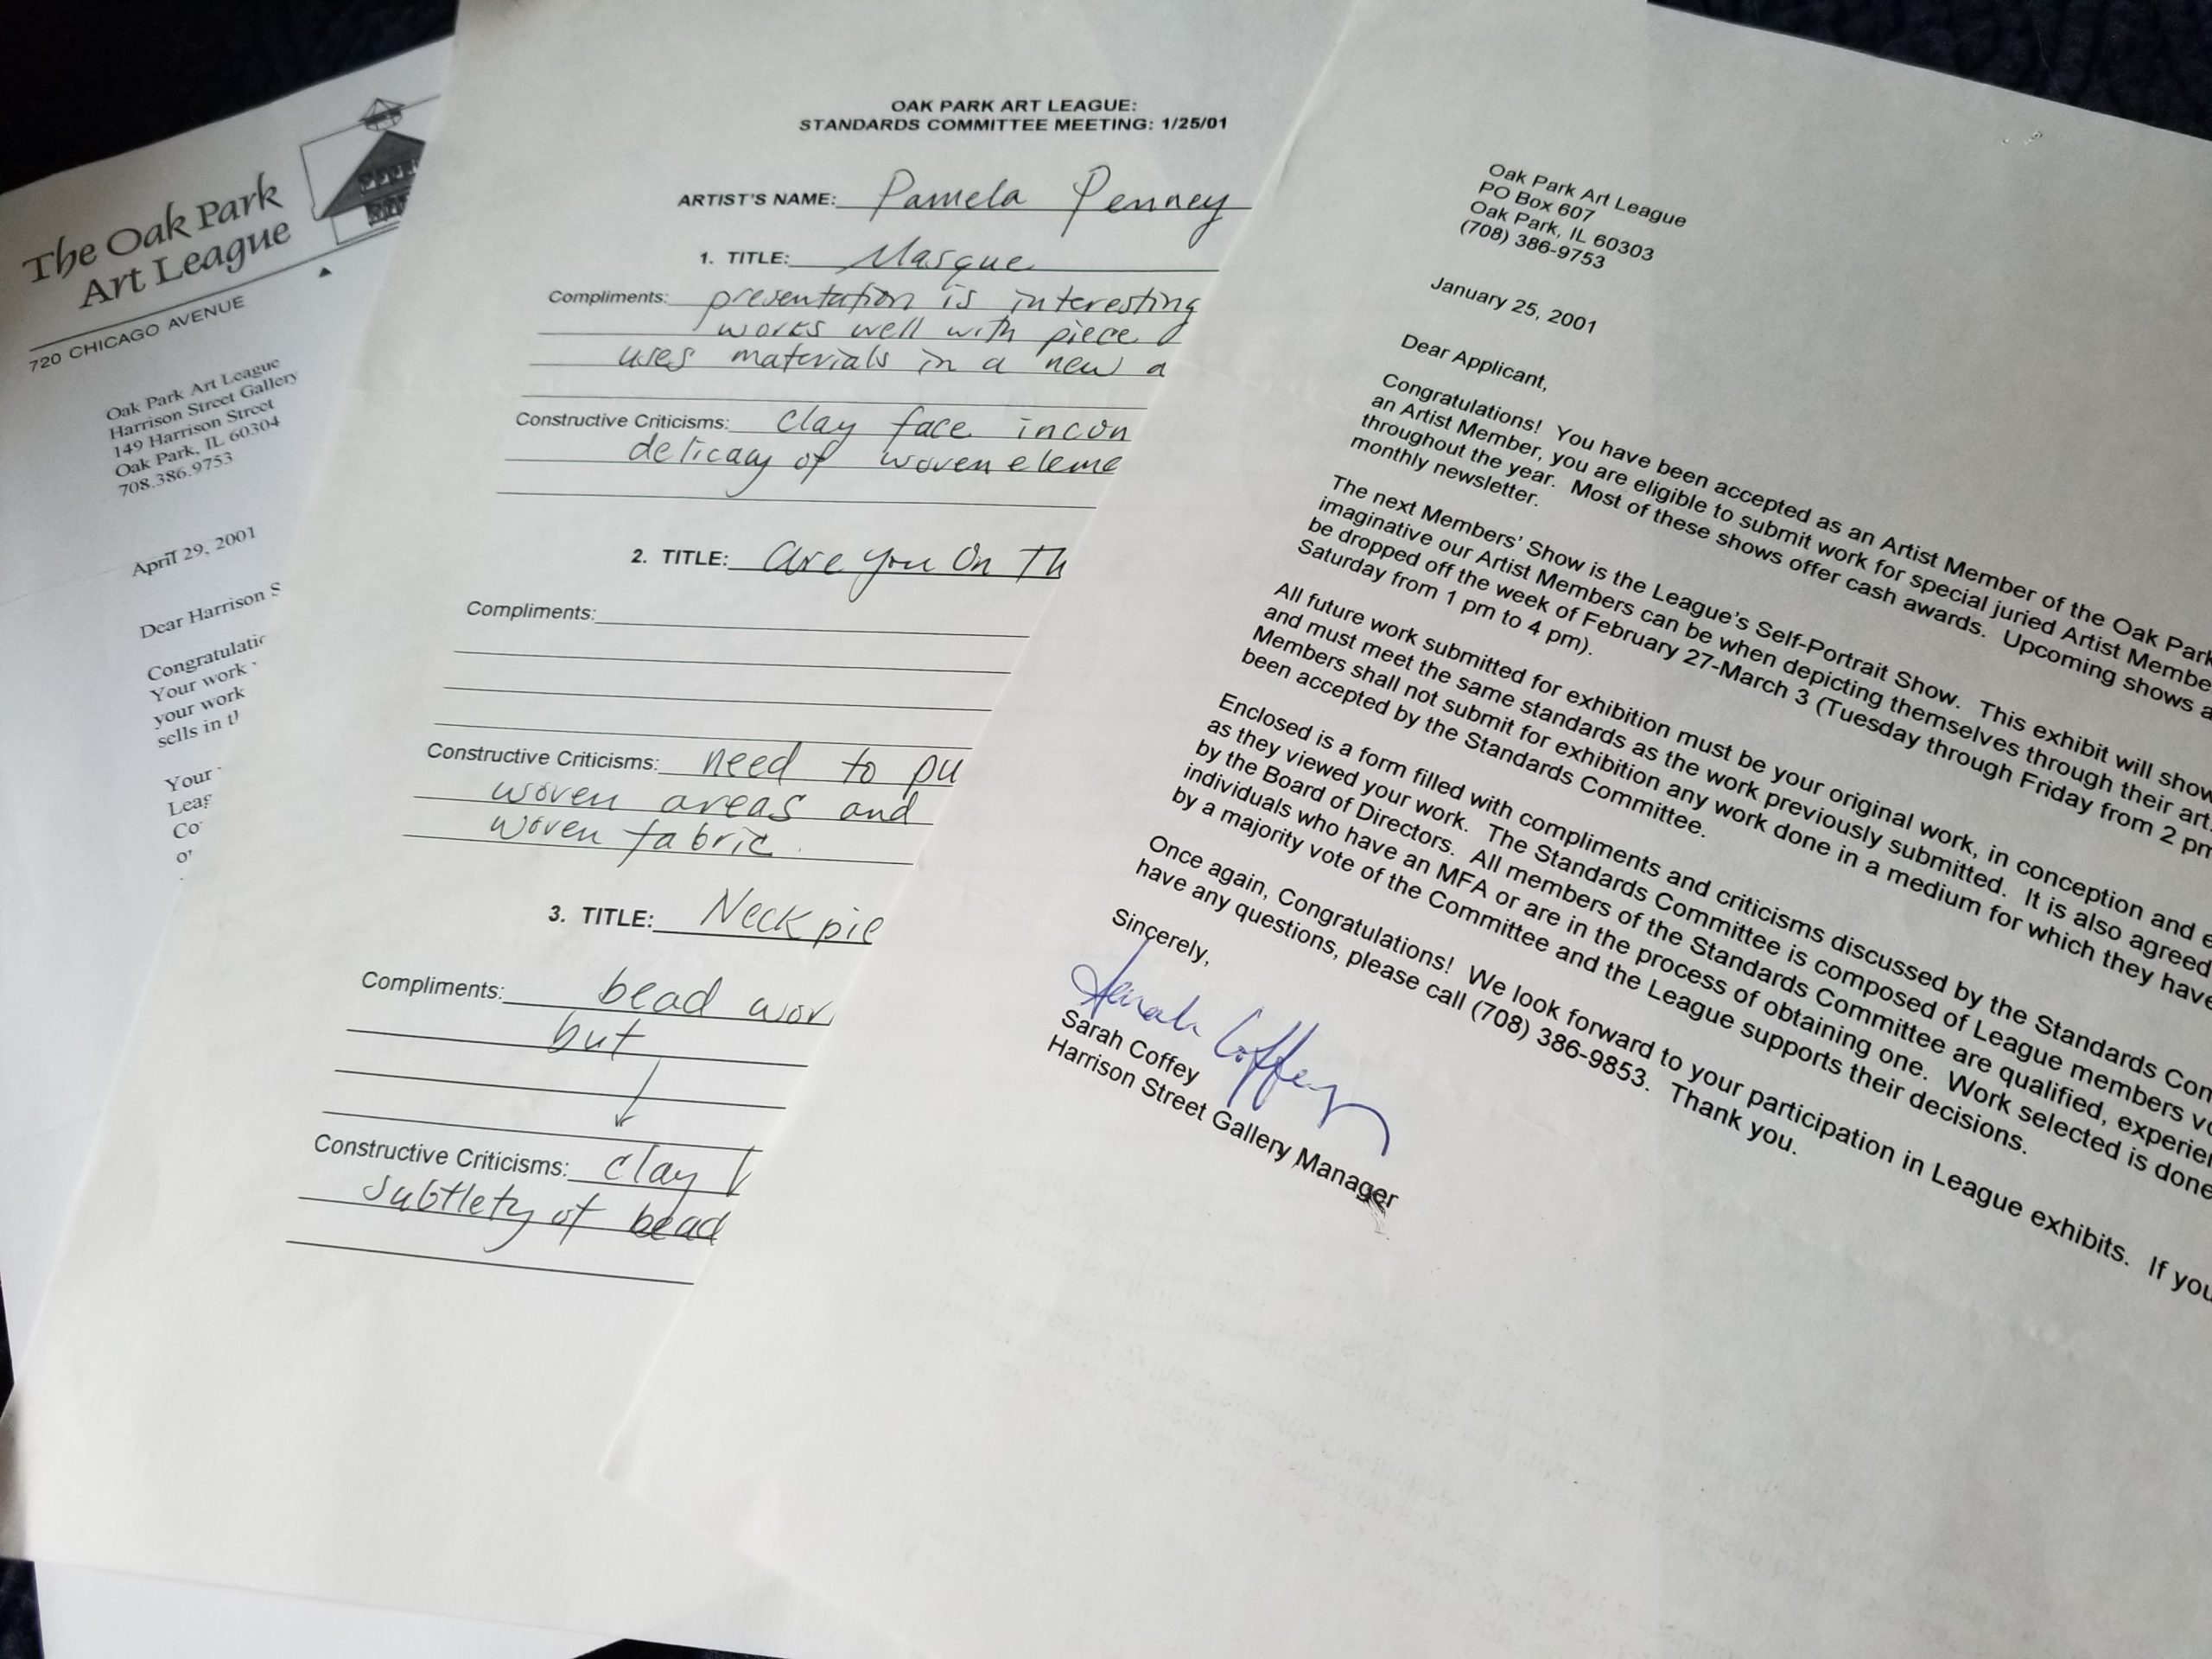 The Oak Park
Art League
720 CHICAGO AVENUE
Oak Park Art League
Harrison Street Gallery
149 Harrison Street
Oak Park, IL 60304
708.386.9753
April 29, 2001
Dear Harrison S
Congratulatic
Your work
your work
sells in th
Your
Leag
Co
OAK PARK ART LEAGUE:
STANDARDS COMMITTEE MEETING: 1/25/01
ARTIST'S NAME: Pamela Penney
1. TITLE: Masque
Compliments: presentation is interesting
works well with piece
uses materials in a new a
Constructive Criticisms: clay face incon
delicacy of woven eleme
2. TITLE: Are you On Th
Compliments:
Constructive Criticisms: need to pu
woven areas and
woven fabric.
3. TITLE: Neck pie
Compliments: bead wor
but
Constructive Criticisms: clay
subtlety of bead
Oak Park Art League
PO Box 607
Oak Park, IL 60303
(708) 386-9753
January 25, 2001
Dear Applicant,
Congratulations! You have been accepted as an Artist Member of the Oak Park
an Artist Member, you are eligible to submit work for special juried Artist Membe
throughout the year. Most of these shows offer cash awards. Upcoming shows a
monthly newsletter.
The next Members' Show is the League's Self-Portrait Show. This exhibit will show
imaginative our Artist Members can be when depicting themselves through their art.
be dropped off the week of February 27-March 3 (Tuesday through Friday from 2 pm
Saturday from 1 pm to 4 pm).
All future work submitted for exhibition must be your original work, in conception and e
and must meet the same standards as the work previously submitted. It is also agreed
Members shall not submit for exhibition any work done in a medium for which they have
been accepted by the Standards Committee.
Enclosed is a form filled with compliments and criticisms discussed by the Standards Com
as they viewed your work. The Standards Committee is composed of League members vo
by the Board of Directors. All members of the Standards Committee are qualified, experien
individuals who have an MFA or are in the process of obtaining one. Work selected is done
by a majority vote of the Committee and the League supports their decisions.
Once again, Congratulations! We look forward to your participation in League exhibits. If you
have any questions, please call (708) 386-9853. Thank you.
Sincerely,
Sarah Coffey
Sarah Coffey
Harrison Street Gallery Manager